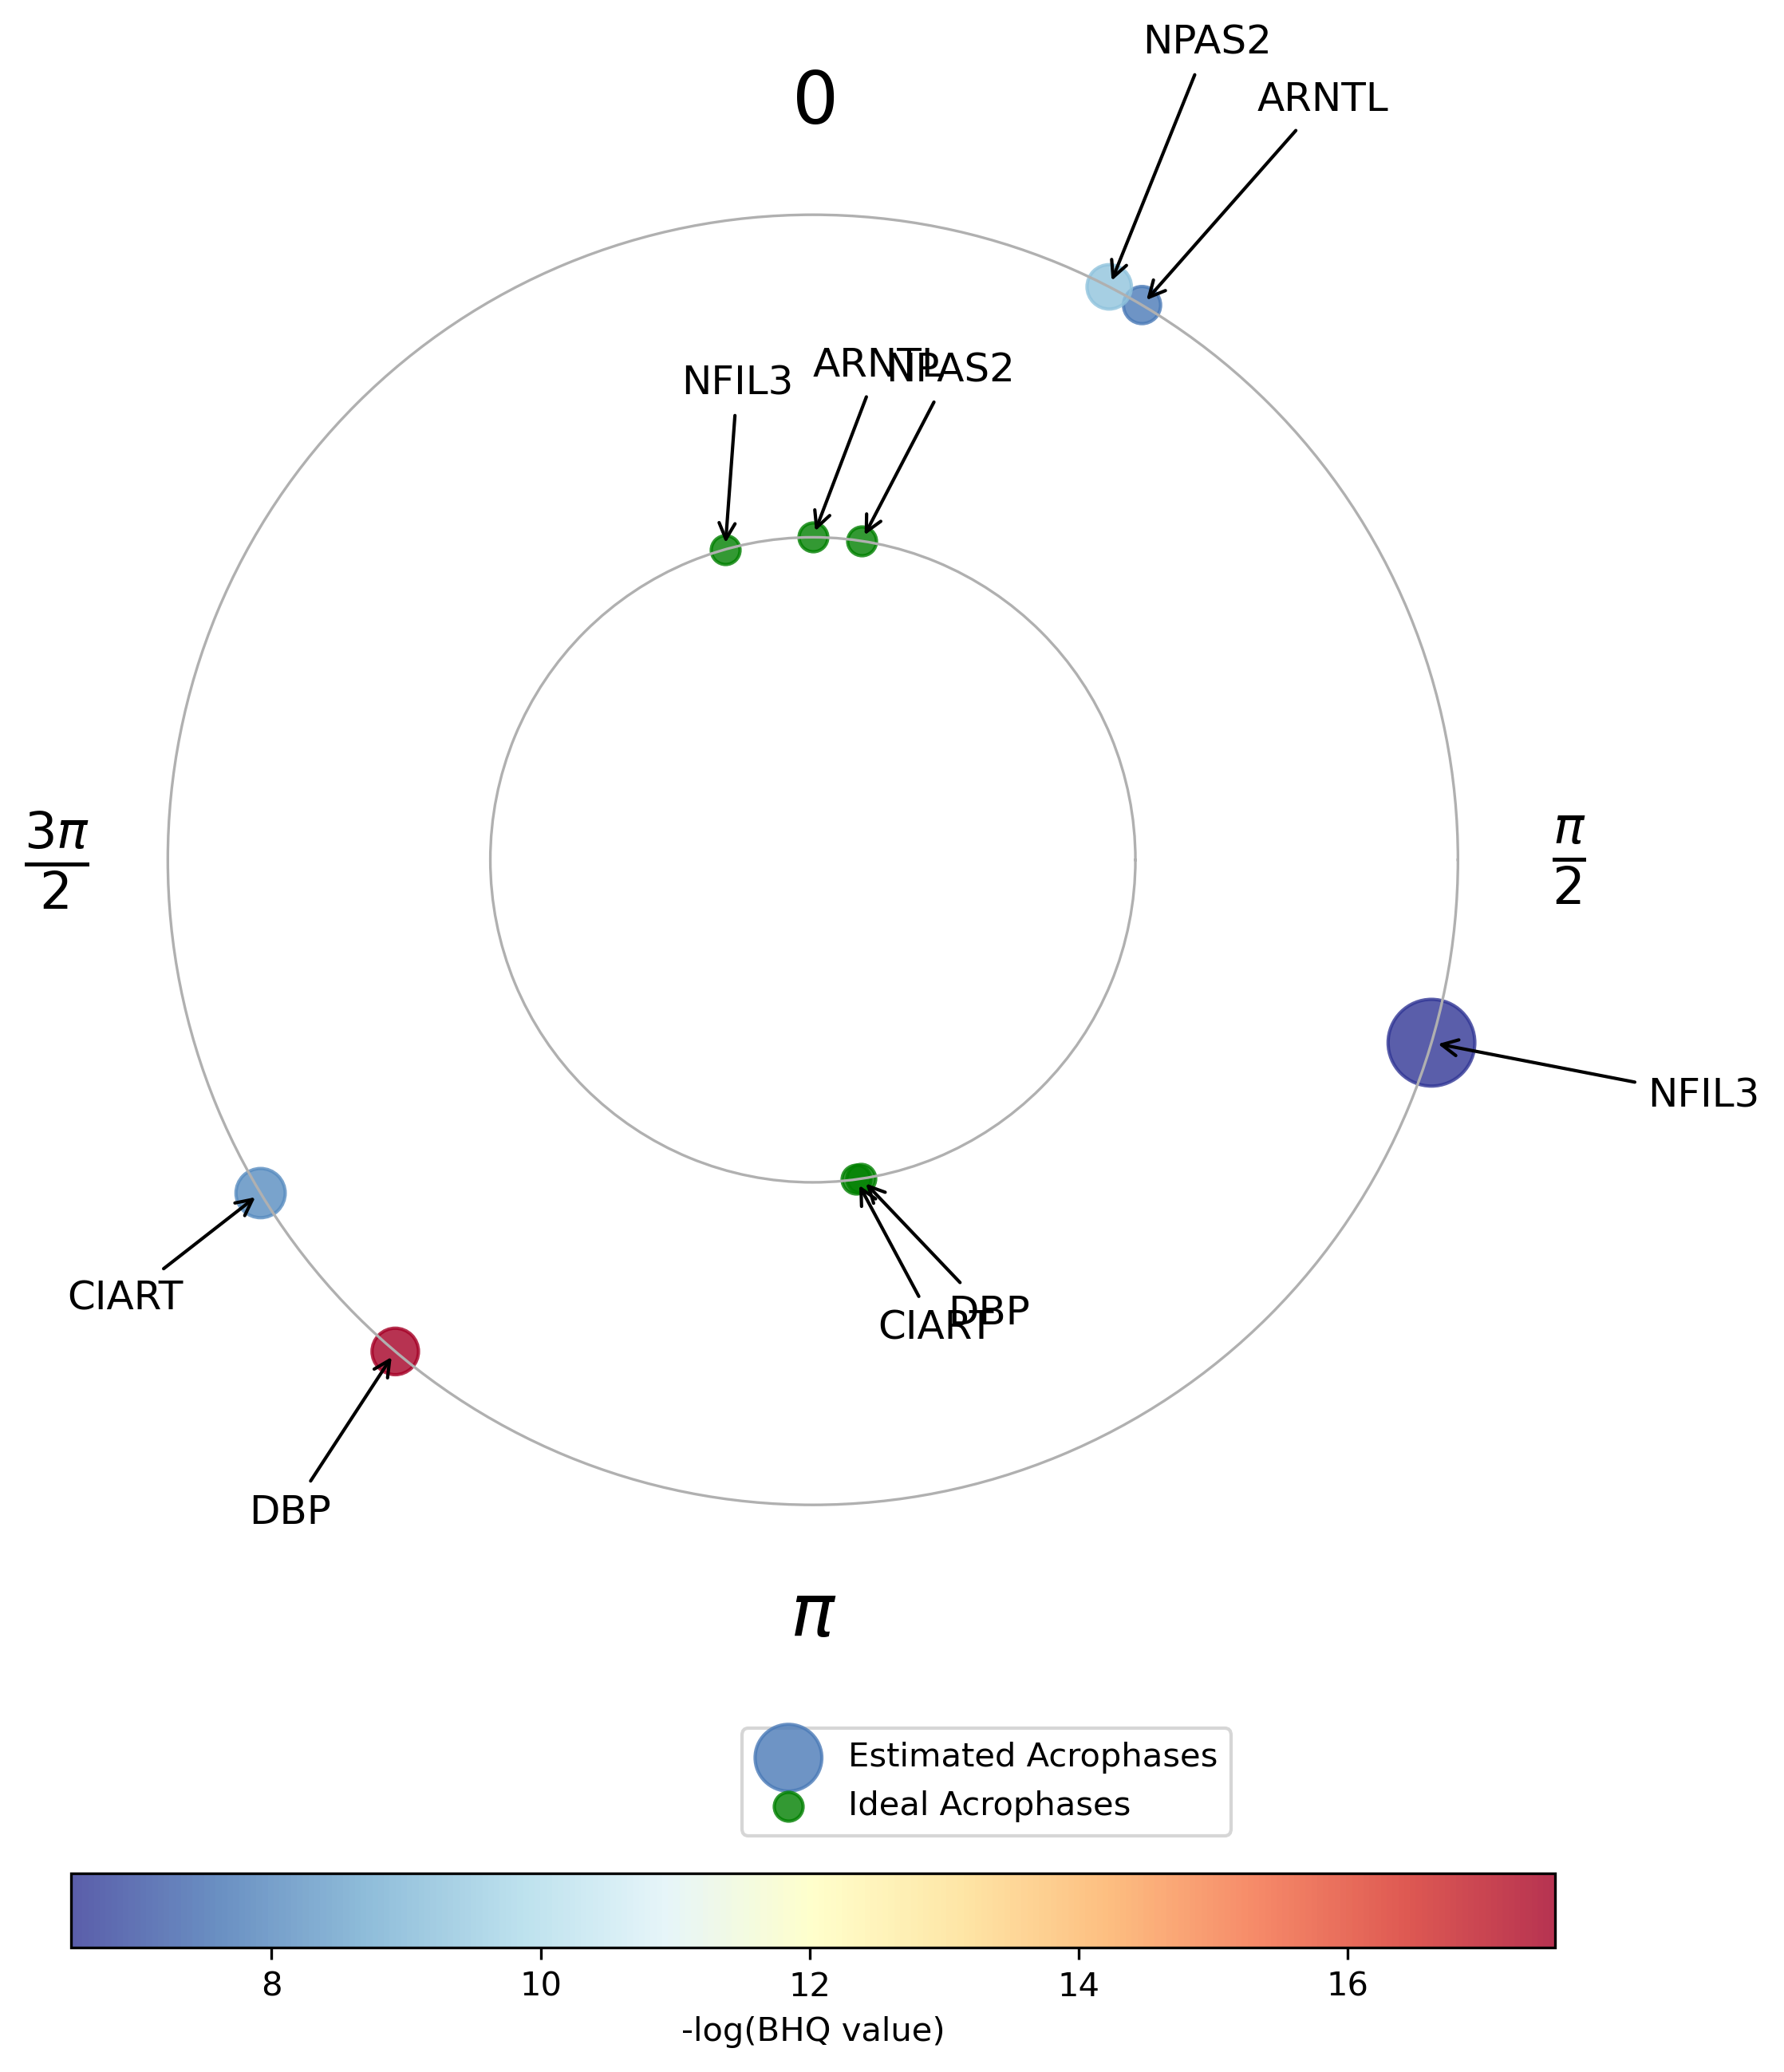 NPAS2
0
ARNTL
ARNTL
NPAS2
NFIL3
3π
2
π
2
NFIL3
CIART
DBP
CIART
DBP
π
Estimated Acrophases
Ideal Acrophases
8 10 12 14 16
-log(BHQ value)